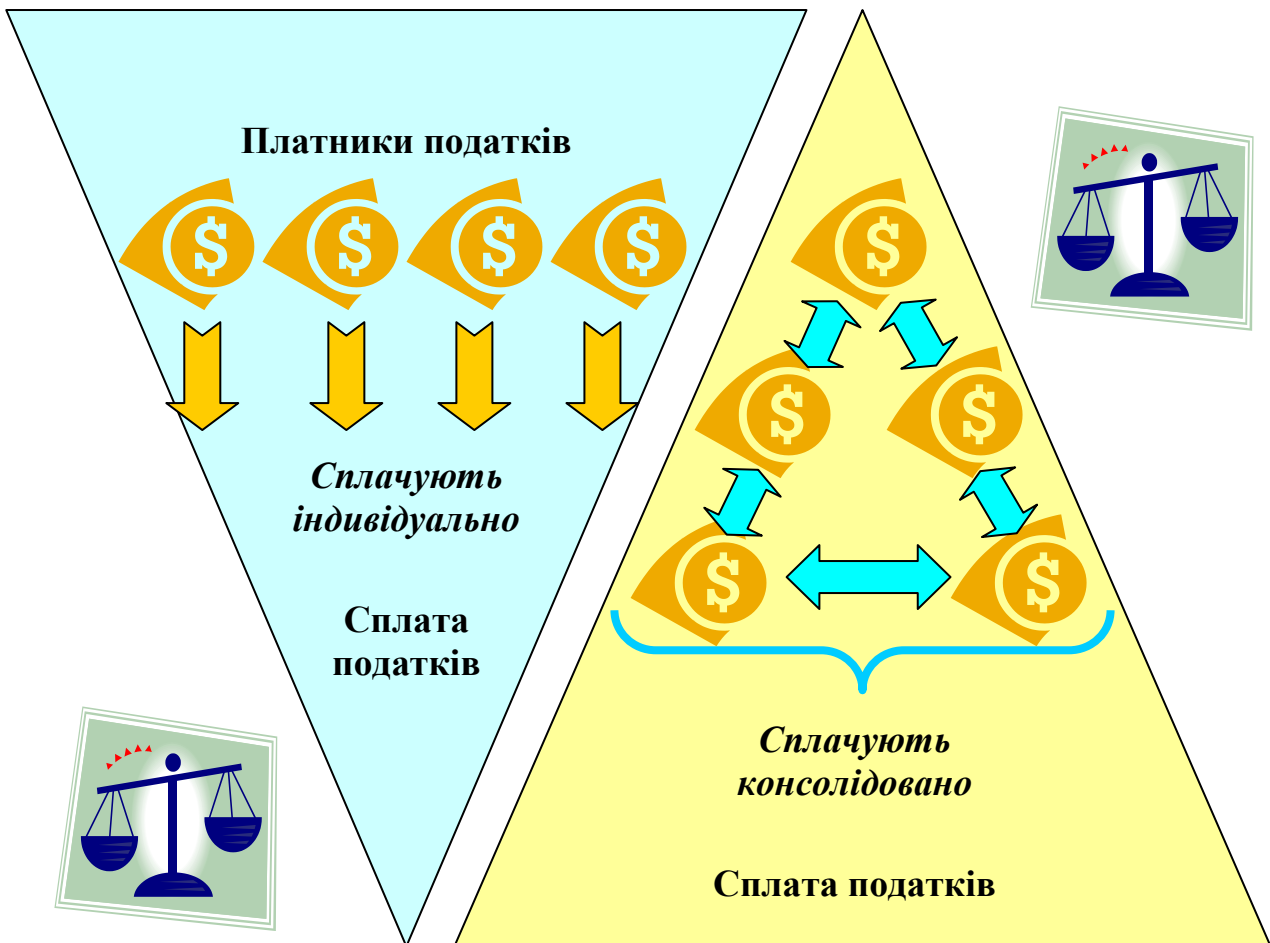 Платники податків
$ $ $ $
Сплачують
індивідуально
Сплата
податків
$
$ $
$ $
Сплачують
консолідовано
Сплата податків